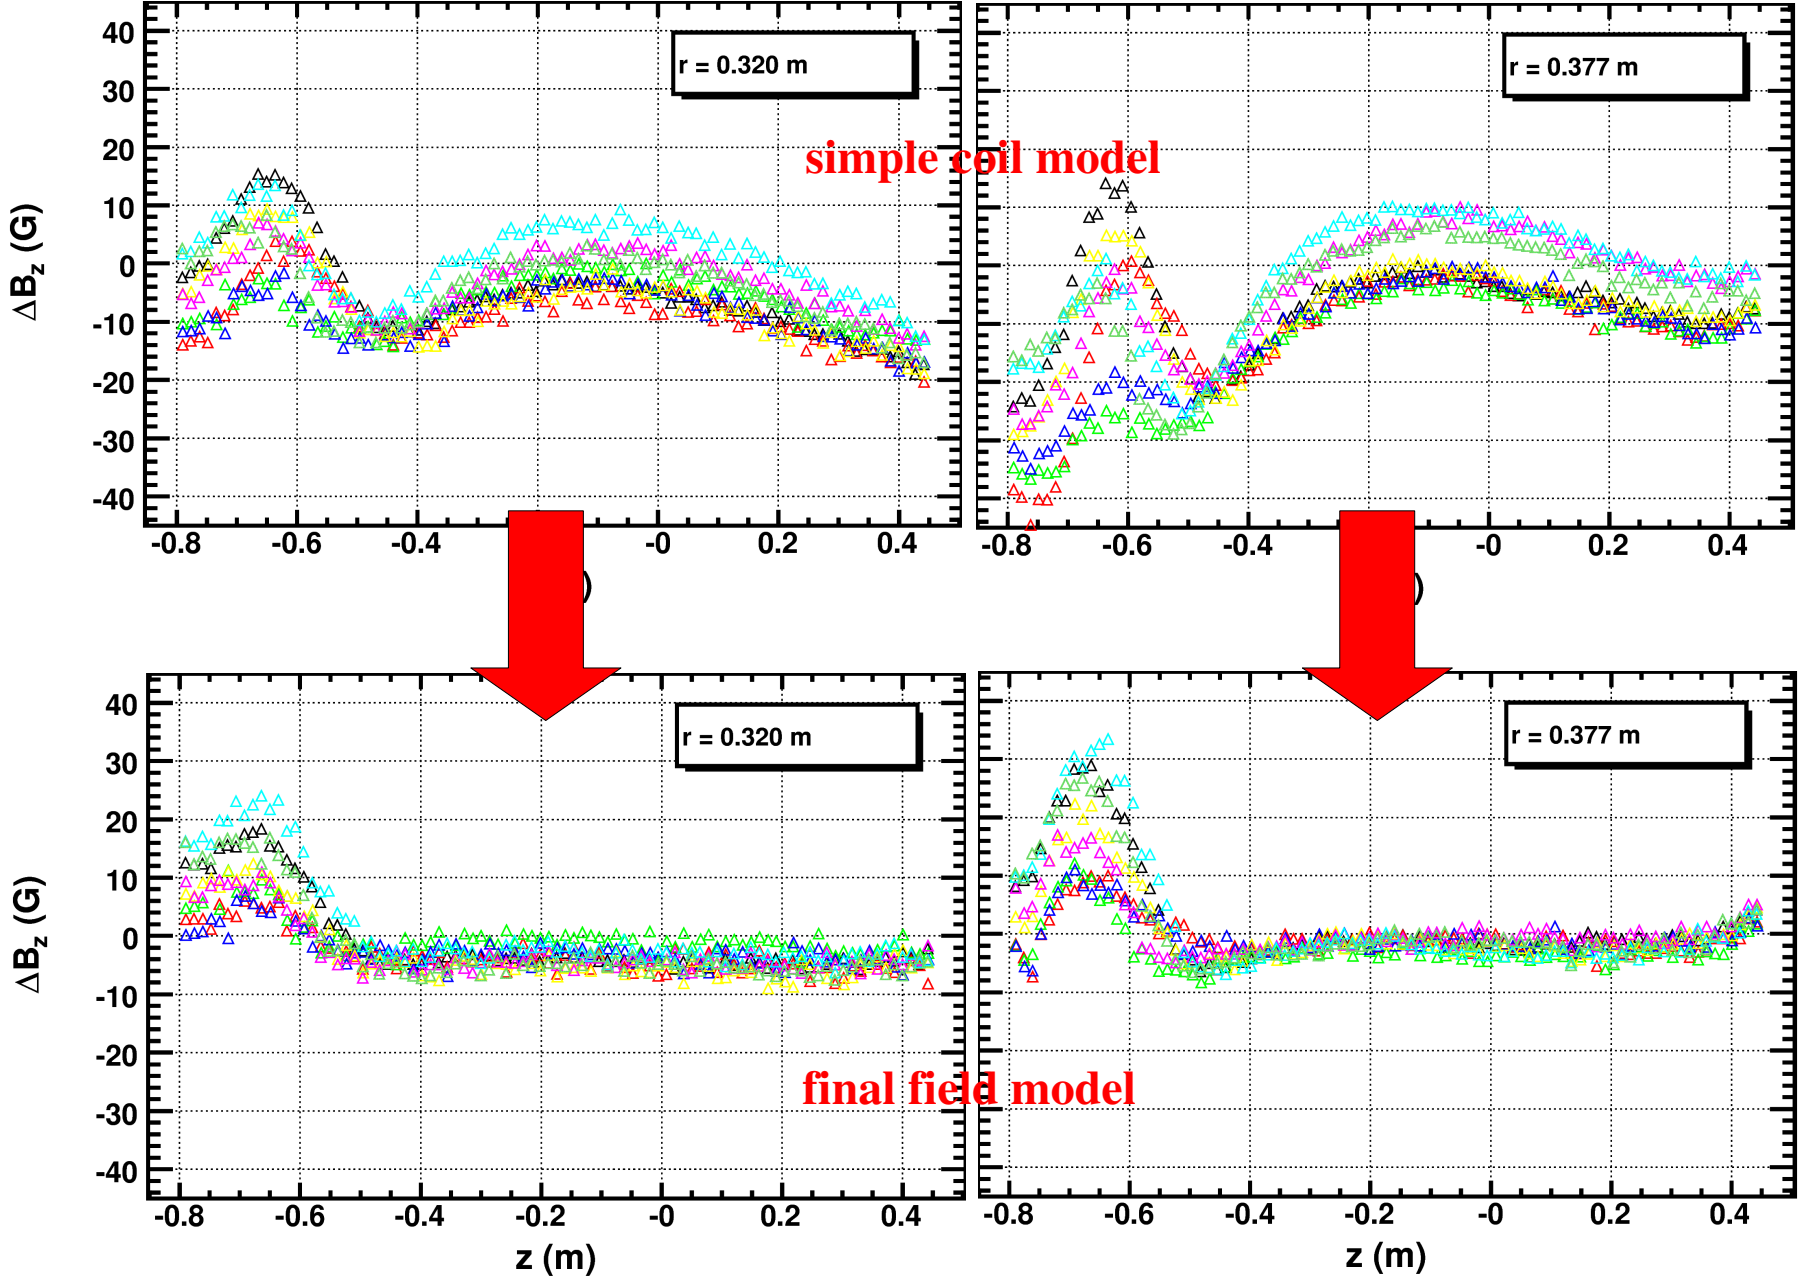 40
30
20
10
0
-10
-20
-30
-40
ΔBz (G)
r = 0.320 m
r = 0.377 m
simple coil model
-0.8 -0.6 -0.4 -0 0.2 0.4
-0.8 -0.6 -0.4 -0 0.2 0.4
)
)
40
30
20
10
0
-10
-20
-30
-40
ΔBz (G)
r = 0.320 m
r = 0.377 m
final field model
-0.8 -0.6 -0.4 -0.2 -0 0.2 0.4
-0.8 -0.6 -0.4 -0.2 -0 0.2 0.4
z (m)
z (m)